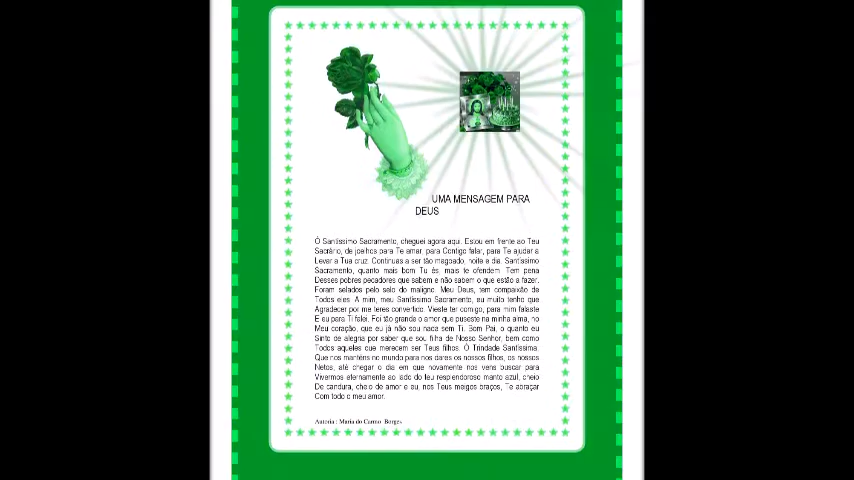 UMA MENSAGEM PARA
DEUS
Ó Santíssimo Sacramento, cheguei agora aqui. Estou em frente ao Teu
Sacrário, de joelhos para Te amar, para Contigo falar, para Te ajudar a
Levar a Tua cruz. Continuas a ser tão magoado, noite e dia. Santíssimo
Sacramento, quanto mais bom Tu és, mais te ofendem. Tem pena
Desses pobres pecadores que sabem e não sabem o que estão a fazer.
Foram selados pelo selo do maligno. Meu Deus, tem compaixão de
Todos eles. A mim, meu Santíssimo Sacramento, eu muito tenho que
Agradecer por me teres convertido. Vieste ter comigo, para mim falaste
E eu para Ti falei. Foi tão grande o amor que puseste na minha alma, no
Meu coração, que eu já não sou nada sem Ti. Bom Pai, o quanto eu
Sinto de alegria por saber que sou filha de Nosso Senhor, bem como
Todos aqueles que merecem ser Teus filhos. Ó Trindade Santíssima,
Que nos manténs no mundo para nos dares os nossos filhos, os nossos
Netos, até chegar o dia em que novamente nos vens buscar para
Vivermos eternamente ao lado do teu resplendoroso manto azul, cheio
De candura, cheio de amor e eu, nos Teus meigos braços, Te abraçar
Com todo o meu amor.
Autoria : Maria do Carmo Borges